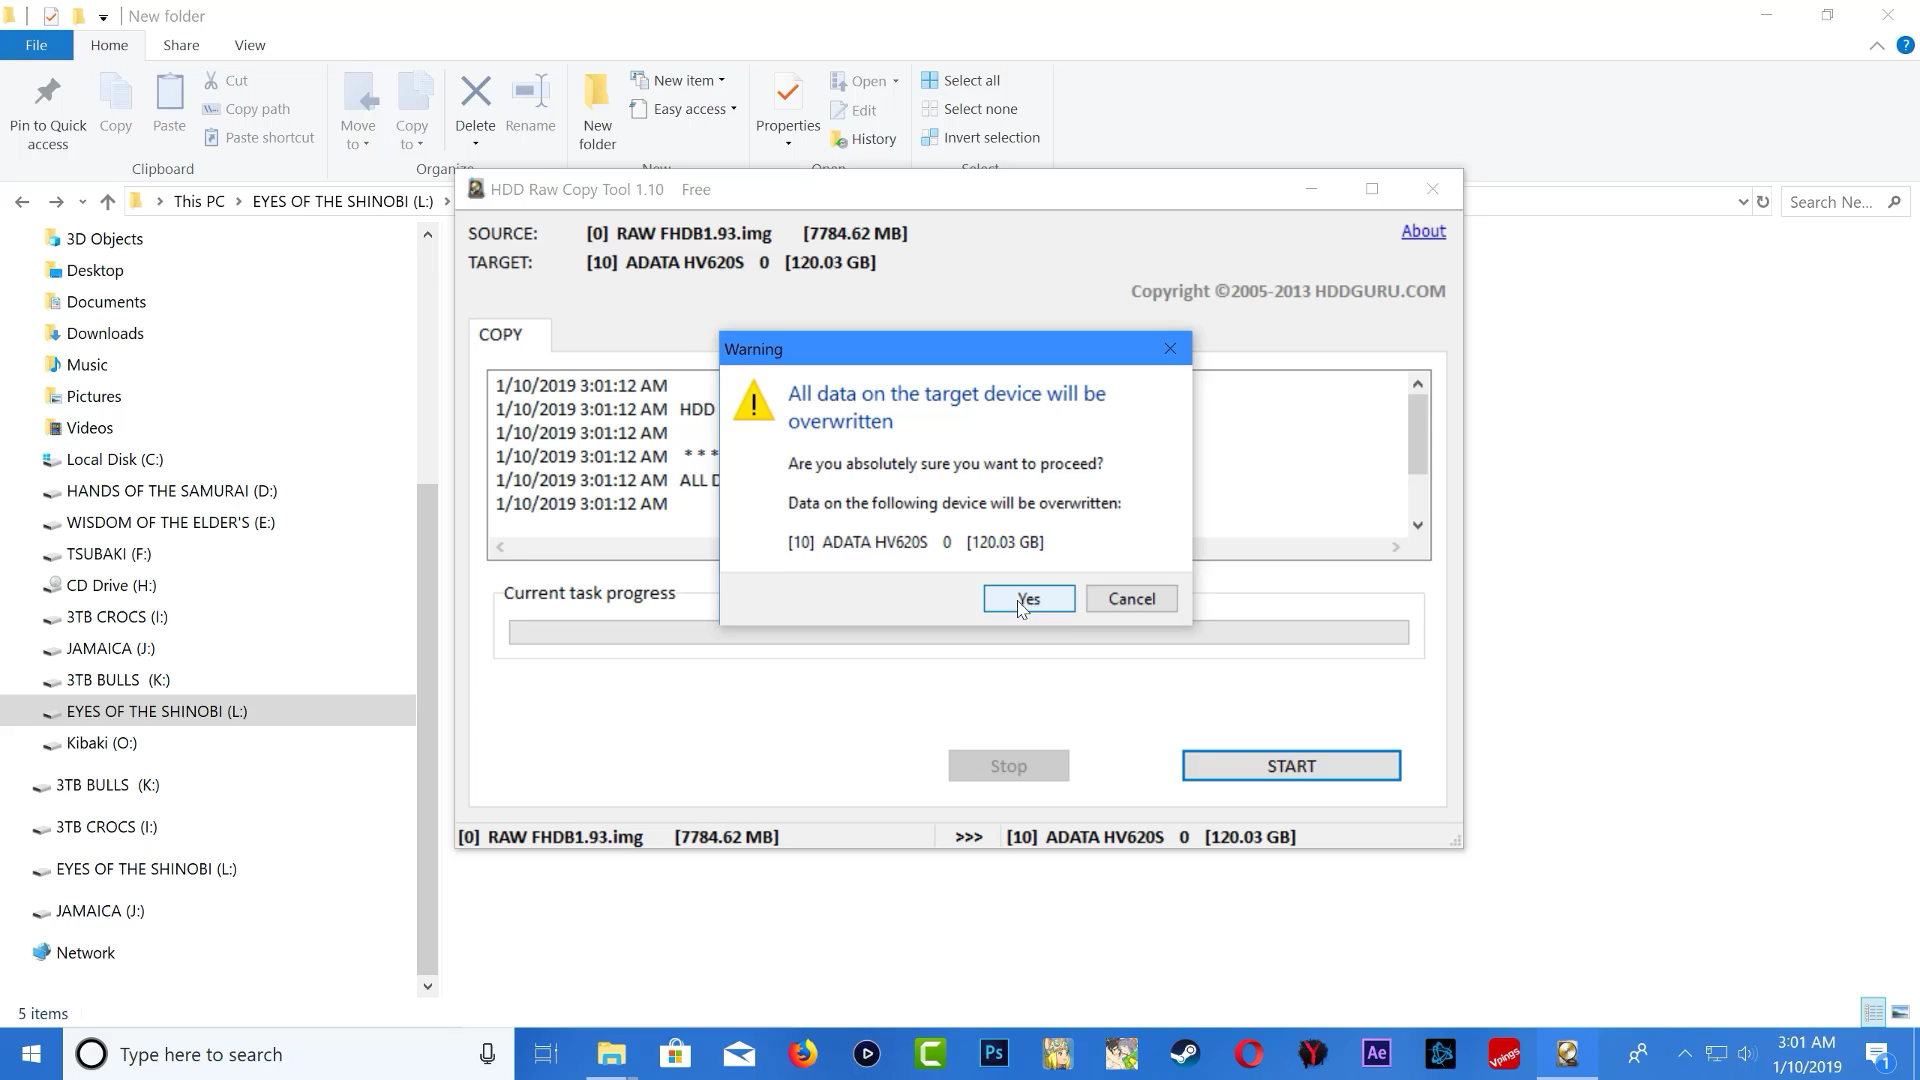 New folder
File Home Share View
Pin to Quick access
Copy
Paste
Cut
Copy path
Paste shortcut
Clipboard
Move to
Copy to
Delete
Rename
Organ
New folder
New item
Easy access
New
Properties
Open
Edit
History
Open
Select all
Select none
Invert selection
Select
This PC > EYES OF THE SHINOBI (L:) >
Search Ne...
3D Objects
Desktop
Documents
Downloads
Music
Pictures
Videos
Local Disk (C:)
HANDS OF THE SAMURAI (D:)
WISDOM OF THE ELDER'S (E:)
TSUBAKI (F:)
CD Drive (H:)
3TB CROCS (I:)
JAMAICA (J:)
3TB BULLS (K:)
EYES OF THE SHINOBI (L:)
Kibaki (O:)
3TB BULLS (K:)
3TB CROCS (I:)
EYES OF THE SHINOBI (L:)
JAMAICA (J:)
Network
5 items
HDD Raw Copy Tool 1.10 Free
SOURCE: [0] RAW FHDB1.93.img [7784.62 MB]
About
TARGET: [10] ADATA HV620S 0 [120.03 GB]
Copyright ©2005-2013 HDDGURU.COM
COPY
1/10/2019 3:01:12 AM
1/10/2019 3:01:12 AM HDD
1/10/2019 3:01:12 AM
1/10/2019 3:01:12 AM * * *
1/10/2019 3:01:12 AM ALL D
1/10/2019 3:01:12 AM
Warning
All data on the target device will be
overwritten
Are you absolutely sure you want to proceed?
Data on the following device will be overwritten:
[10] ADATA HV620S 0 [120.03 GB]
Yes Cancel
Current task progress
Stop START
[0] RAW FHDB1.93.img [7784.62 MB] >>> [10] ADATA HV620S 0 [120.03 GB]
Type here to search
Ps
Ae
Vpings
3:01 AM
1/10/2019
1